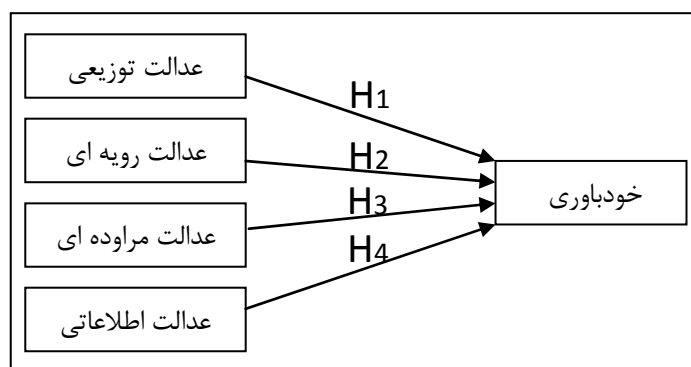 عدالت توزیعی
H1
عدالت رویه ای
H2
خودباوری
H3
عدالت مراوده ای
H4
عدالت اطلاعاتی